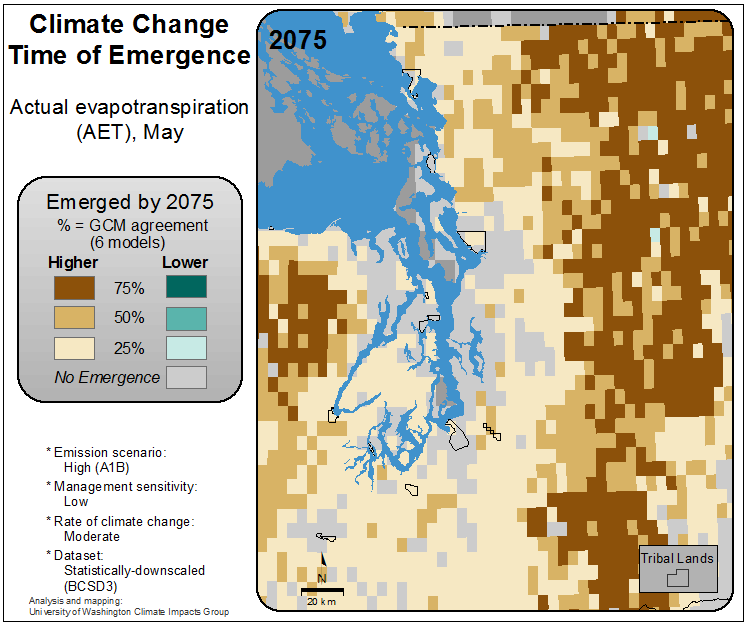 Climate Change
Time of Emergence
Actual evapotranspiration
(AET), May
Emerged by 2075
% = GCM agreement
(6 models)
Higher Lower
75%
50%
25%
No Emergence
* Emission scenario:
High (A1B)
* Management sensitivity:
Low
* Rate of climate change:
Moderate
* Dataset:
Statistically-downscaled
(BCSD3)
Analysis and mapping:
University of Washington Climate Impacts Group
2075
N
20 km
Tribal Lands